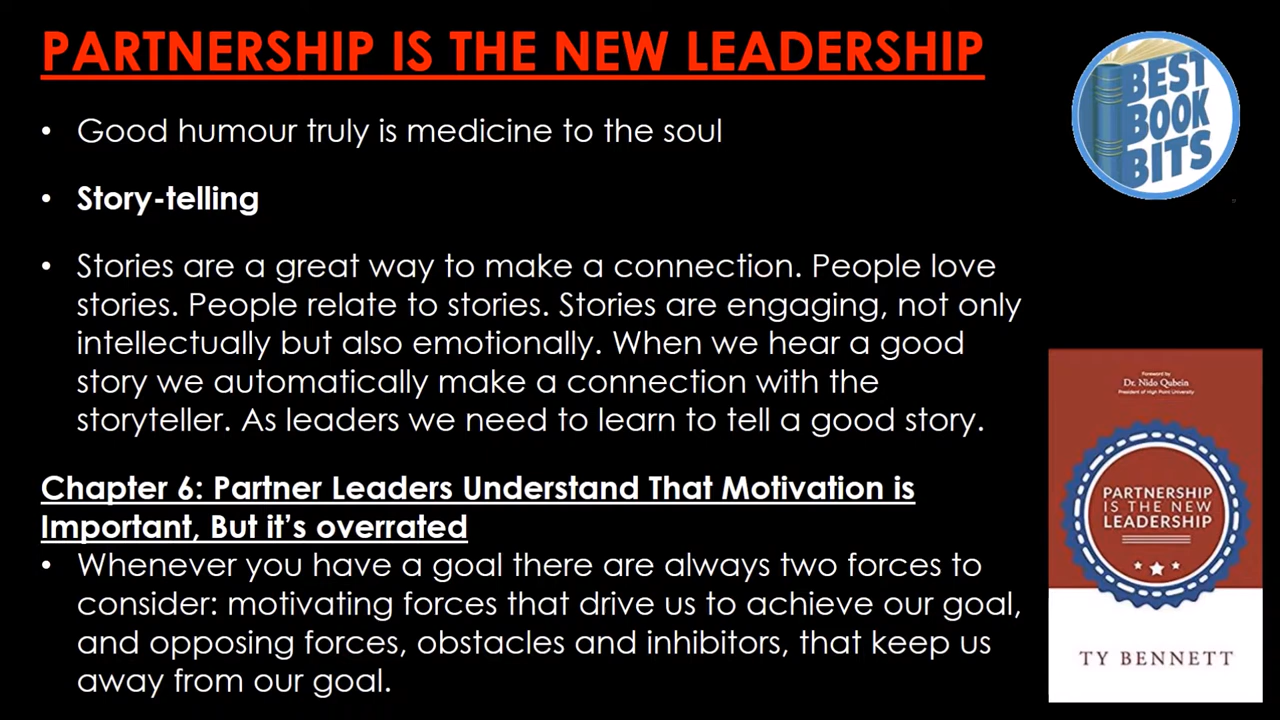 PARTNERSHIP IS THE NEW LEADERSHIP
• Good humour truly is medicine to the soul
• Story-telling
• Stories are a great way to make a connection. People love
stories. People relate to stories. Stories are engaging, not only
intellectually but also emotionally. When we hear a good
story we automatically make a connection with the
storyteller. As leaders we need to learn to tell a good story.
Chapter 6: Partner Leaders Understand That Motivation is
Important, But it's overrated
• Whenever you have a goal there are always two forces to
consider: motivating forces that drive us to achieve our goal,
and opposing forces, obstacles and inhibitors, that keep us
away from our goal.
BEST
BOOK
BITS
Foreword by
Dr. Nido Qubein
President of High Point University
PARTNERSHIP
IS THE NEW
LEADERSHIP
TY BENNETT